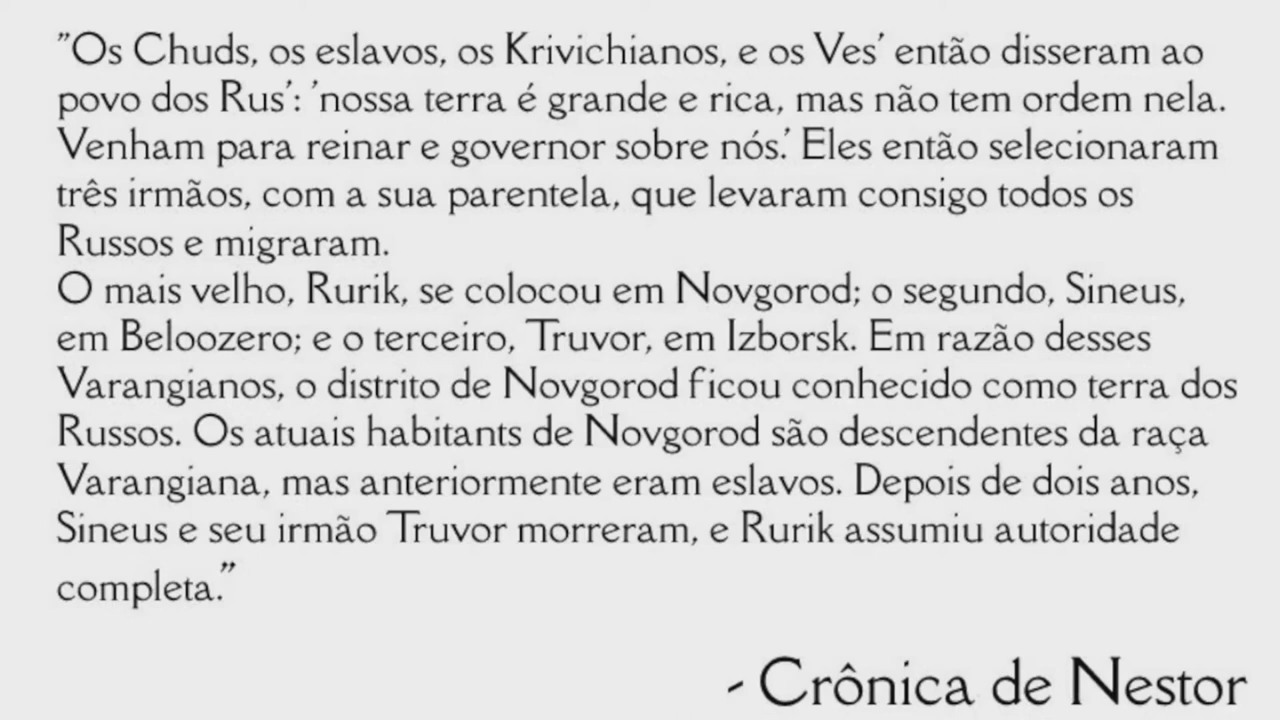 "Os Chuds, os eslavos, os Krivichianos, e os Ves' então disseram ao
povo dos Rus': 'nossa terra é grande e rica, mas não tem ordem nela.
Venham para reinar e governor sobre nós.' Eles então selecionaram
três irmãos, com a sua parentela, que levaram consigo todos os
Russos e migraram.
O mais velho, Rurik, se colocou em Novgorod; o segundo, Sineus,
em Beloozero; e o terceiro, Truvor, em Izborsk. Em razão desses
Varangianos, o distrito de Novgorod ficou conhecido como terra dos
Russos. Os atuais habitants de Novgorod são descendentes da raça
Varangiana, mas anteriormente eram eslavos. Depois de dois anos,
Sineus e seu irmão Truvor morreram, e Rurik assumiu autoridade
completa."
- Crônica de Nestor